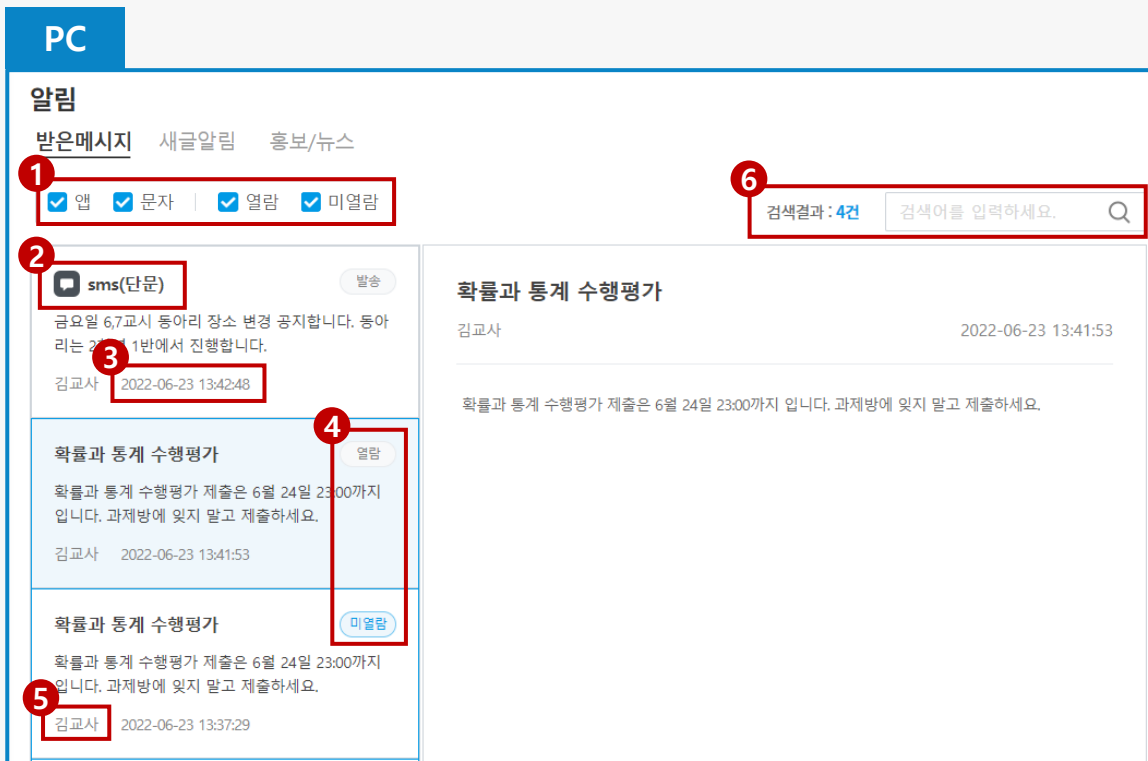 PC
알림
받은메시지 새글알림 홍보/뉴스
1
앱 문자 열람 미열람
6
검색결과 : 4건 검색어를 입력하세요.
2
sms(단문) 발송
금요일 6,7교시 동아리 장소 변경 공지합니다. 동아
리는 1반에서 진행합니다.
3
김교사 2022-06-23 13:42:48
4
확률과 통계 수행평가 열람
확률과 통계 수행평가 제출은 6월 24일 23:00까지
입니다. 과제방에 잊지 말고 제출하세요.
김교사 2022-06-23 13:41:53
확률과 통계 수행평가 미열람
확률과 통계 수행평가 제출은 6월 24일 23:00까지
입니다. 과제방에 잊지 말고 제출하세요.
5
김교사 2022-06-23 13:37:29
확률과 통계 수행평가
김교사 2022-06-23 13:41:53
확률과 통계 수행평가 제출은 6월 24일 23:00까지 입니다. 과제방에 잊지 말고 제출하세요.